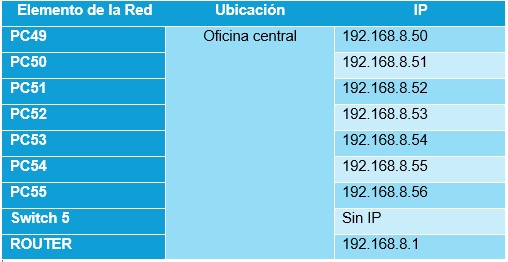 Elemento de la Red Ubicación IP
PC49 Oficina central 192.168.8.50
PC50 192.168.8.51
PC51 192.168.8.52
PC52 192.168.8.53
PC53 192.168.8.54
PC54 192.168.8.55
PC55 192.168.8.56
Switch 5 Sin IP
ROUTER 192.168.8.1